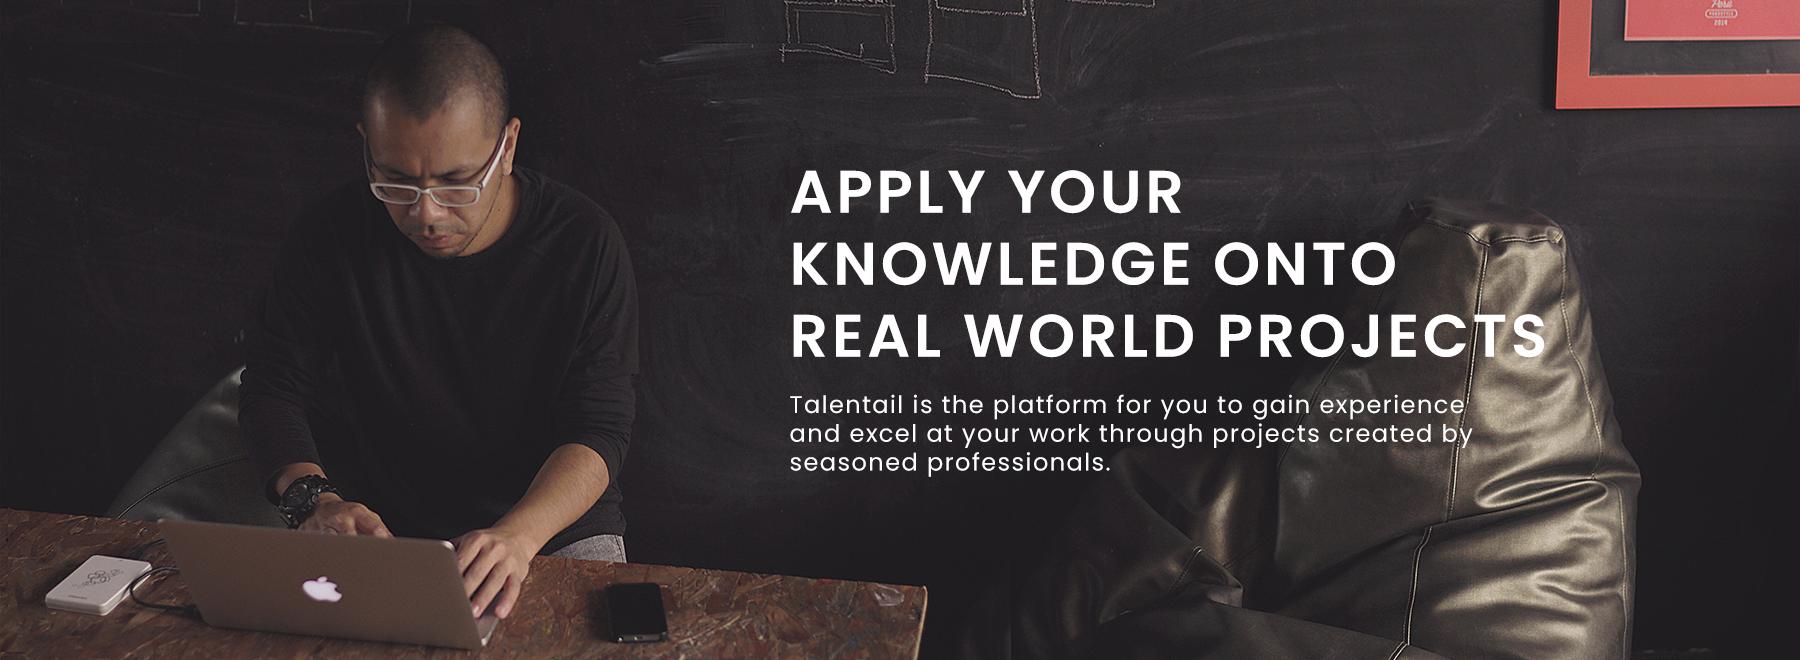 APPLY YOUR
KNOWLEDGE ONTO
REAL WORLD PROJECTS
Talentail is the platform for you to gain experience
and excel at your work through projects created by
seasoned professionals.
2014